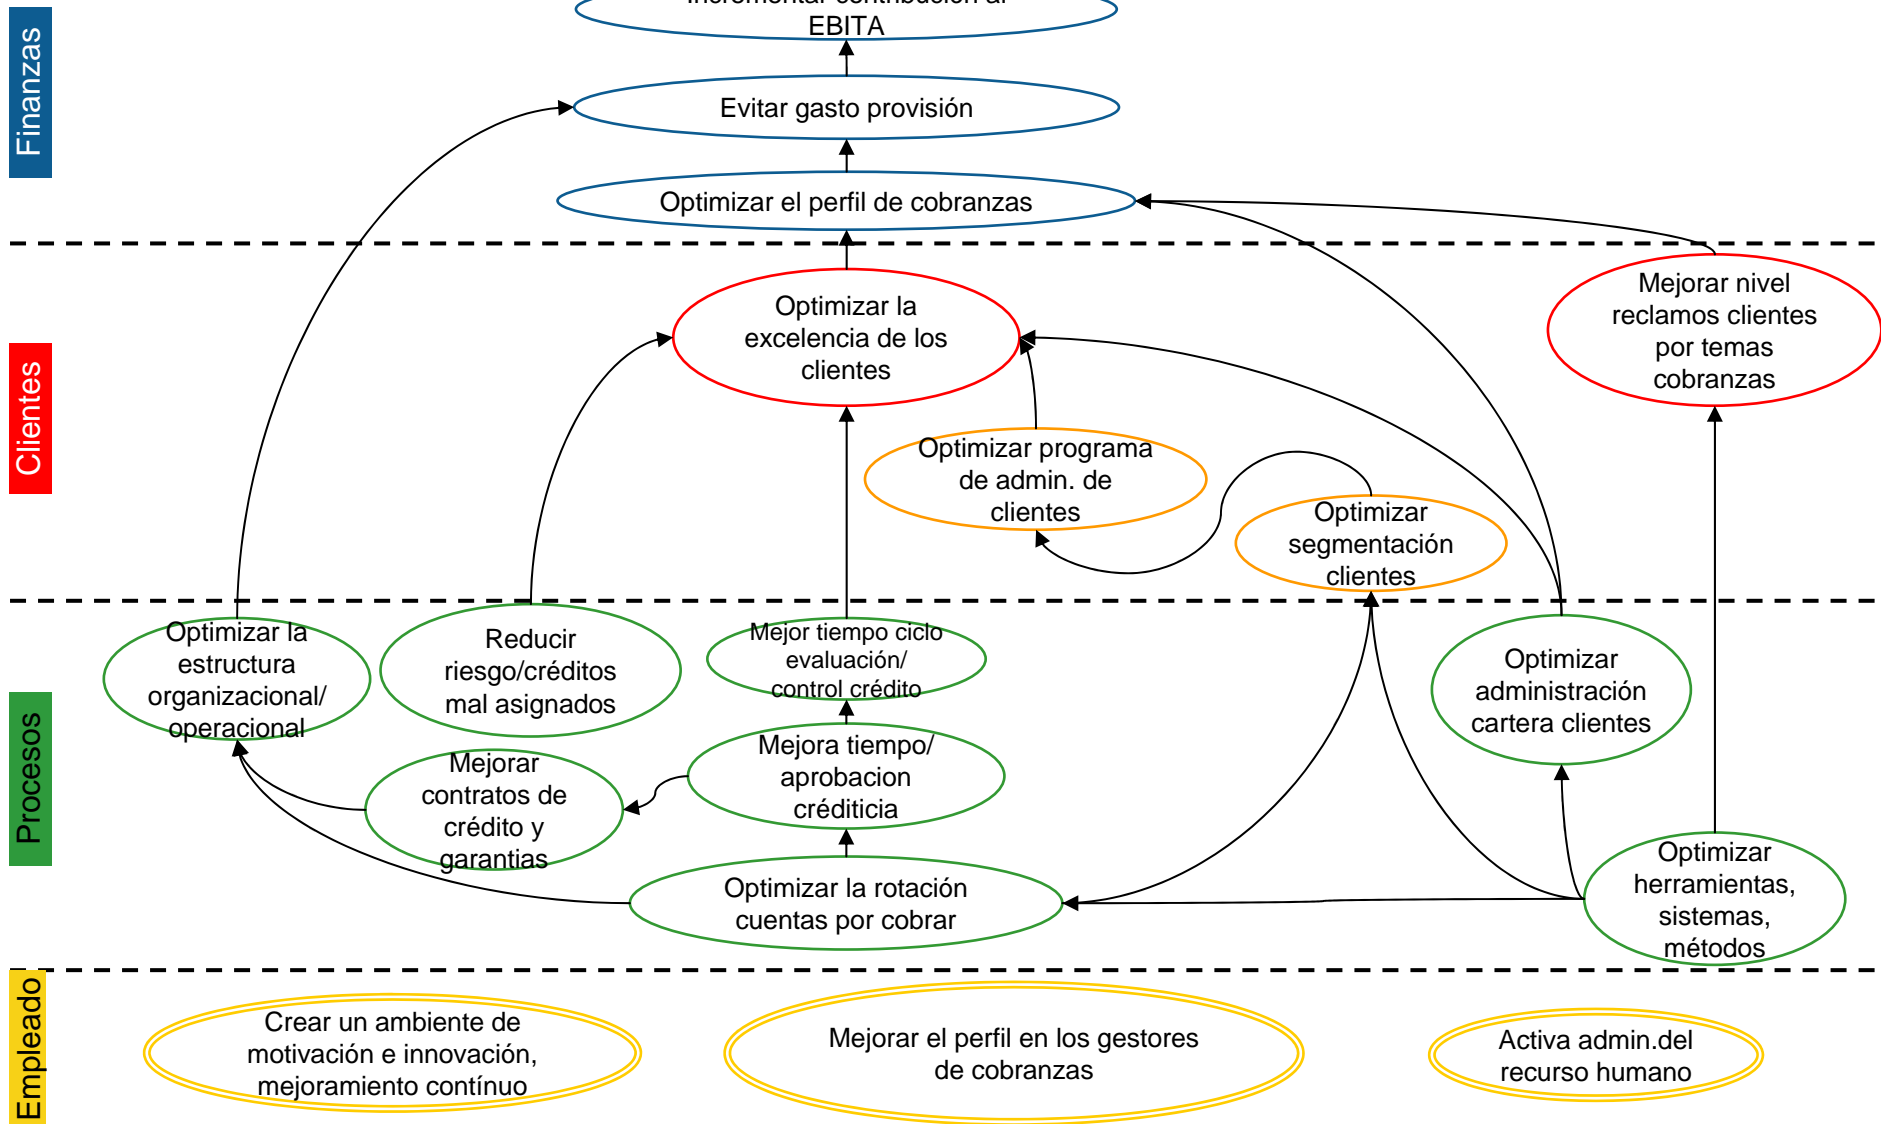 Finanzas
Incrementar contribución al
EBITA
Evitar gasto provisión
Optimizar el perfil de cobranzas
Clientes
Optimizar la
excelencia de los
clientes
Mejorar nivel
reclamos clientes
por temas
cobranzas
Optimizar programa
de admin. de
clientes
Optimizar
segmentación
clientes
Procesos
Optimizar la
estructura
organizacional/
operacional
Reducir
riesgo/créditos
mal asignados
Mejor tiempo ciclo
evaluación/
control crédito
Optimizar
administración
cartera clientes
Mejorar
contratos de
crédito y
garantias
Mejora tiempo/
aprobacion
créditicia
Optimizar la rotación
cuentas por cobrar
Optimizar
herramientas,
sistemas,
métodos
Empleado
Crear un ambiente de
motivación e innovación,
mejoramiento contínuo
Mejorar el perfil en los gestores
de cobranzas
Activa admin.del
recurso humano